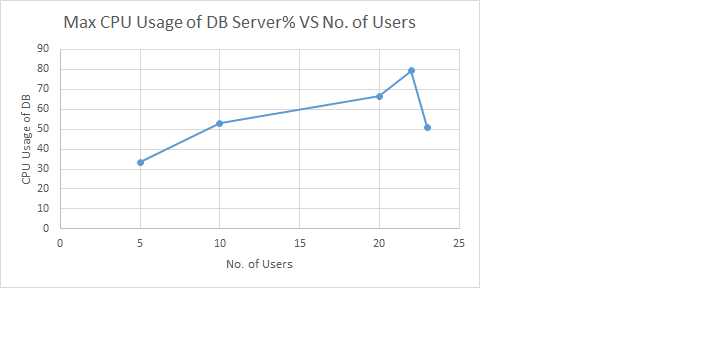 Max CPU Usage of DB Server% VS No. of Users
90
80
70
60
50
40
30
20
10
0
CPU Usage of DB
0 5 10 15 20 25
No. of Users